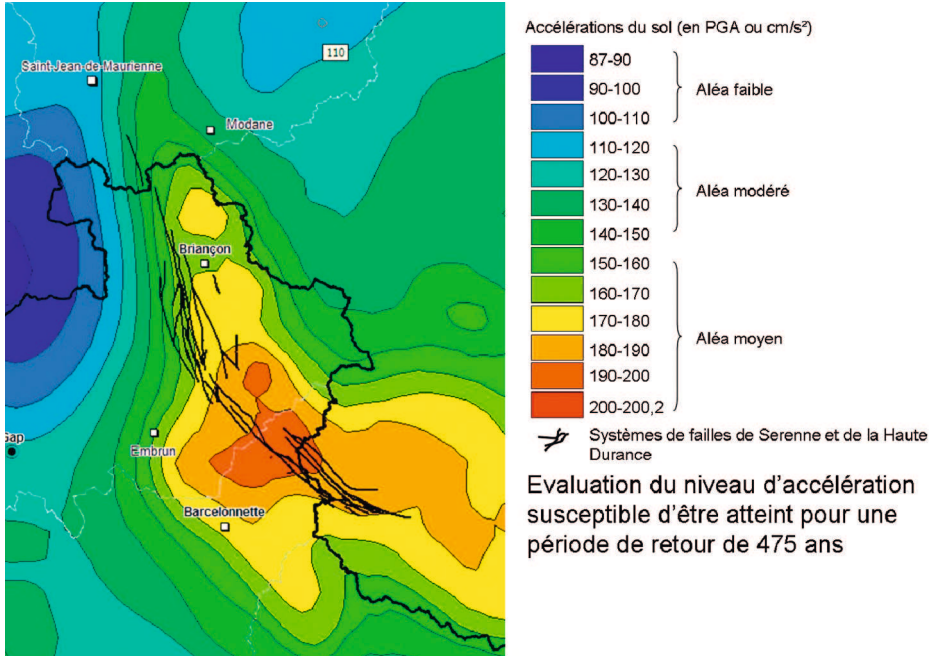 110
Saint-Jean-de-Maurienne
Modane
Briançon
Gap
Embrun
Barcelonnette
Accélérations du sol (en PGA ou cm/s²)
87-90
90-100
Aléa faible
100-110
110-120
120-130
Aléa modéré
130-140
140-150
150-160
160-170
170-180
Aléa moyen
180-190
190-200
200-200,2
Systèmes de failles de Serenne et de la Haute
Durance
Evaluation du niveau d'accélération
susceptible d'être atteint pour une
période de retour de 475 ans